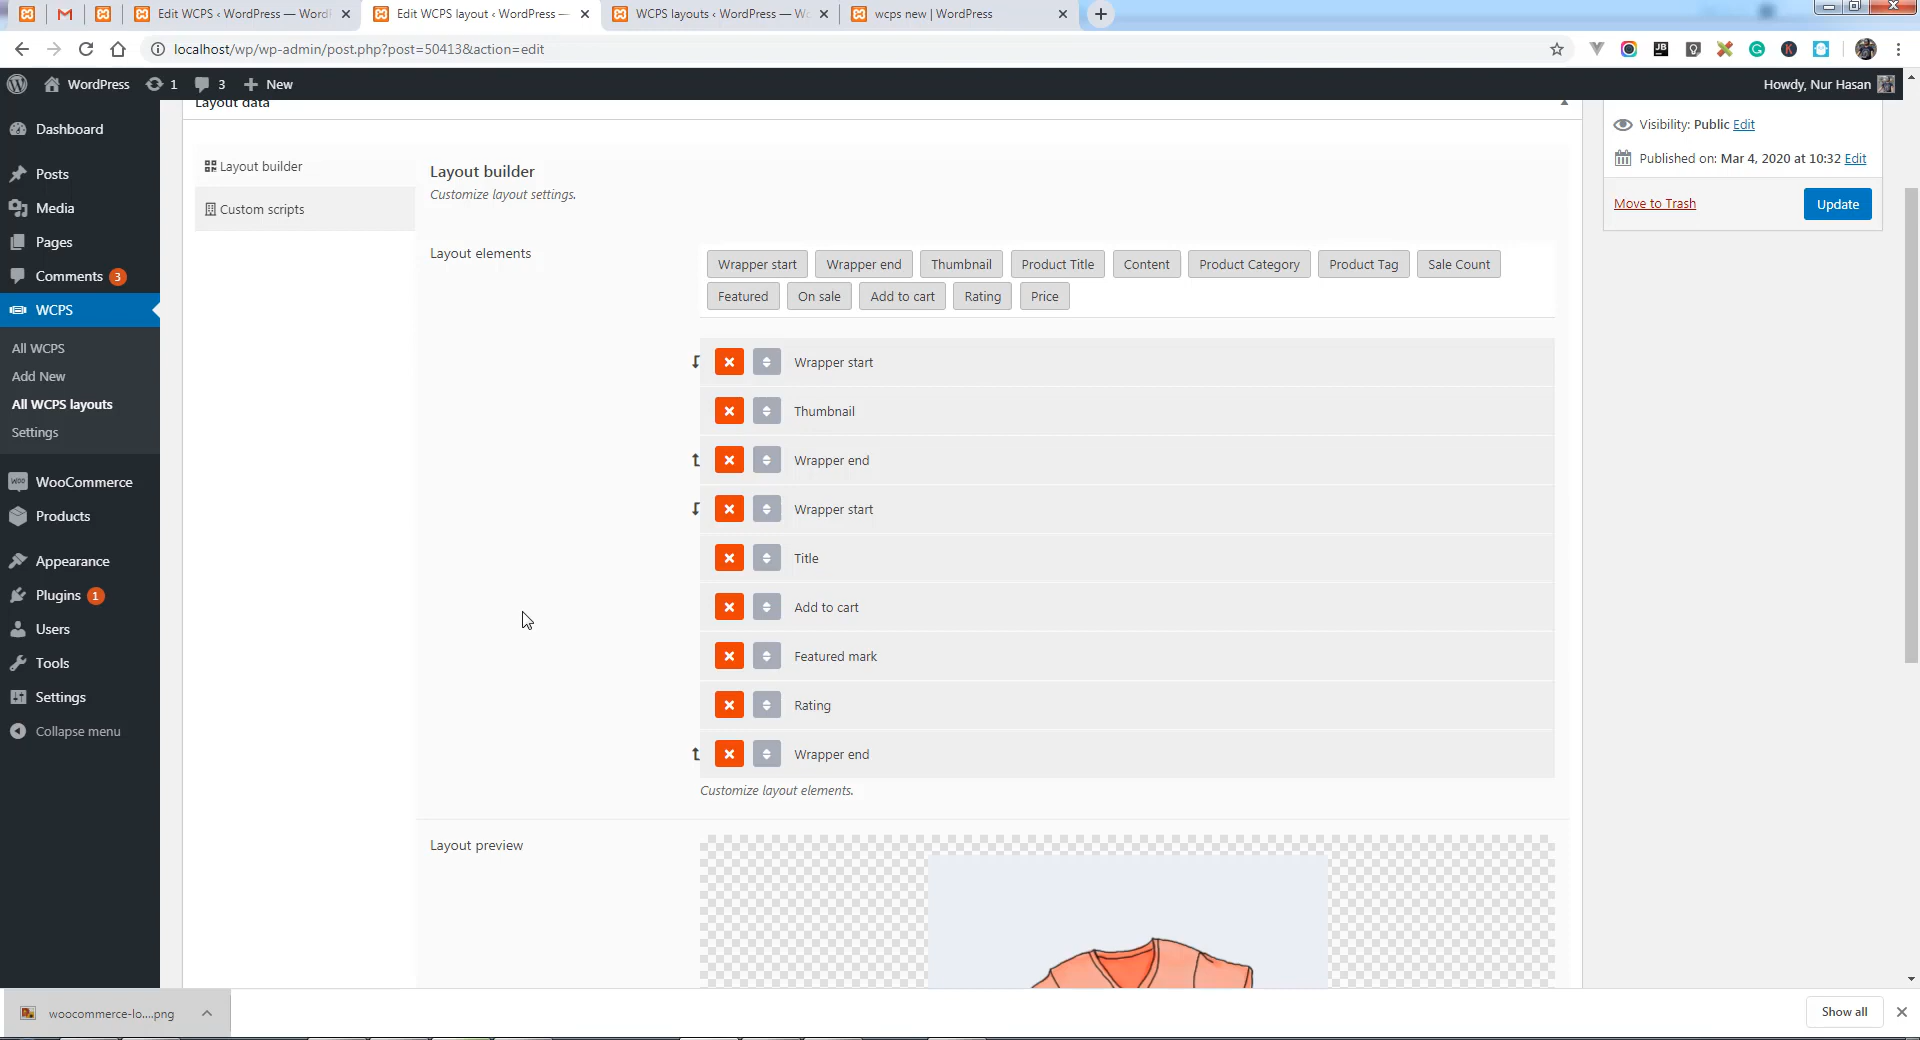 Edit WCPS ‹ WordPress — WordP
Edit WCPS layout ‹ WordPress —
WCPS layouts ‹ WordPress — Wo
wcps new | WordPress
localhost/wp/wp-admin/post.php?post=50413&action=edit
WordPress
1
3
New
Howdy, Nur Hasan
Dashboard
Posts
Media
Pages
Comments 3
WCPS
All WCPS
Add New
All WCPS layouts
Settings
WooCommerce
Products
Appearance
Plugins 1
Users
Tools
Settings
Collapse menu
Layout data
Layout builder
Custom scripts
Layout builder
Customize layout settings.
Layout elements
Wrapper start
Wrapper end
Thumbnail
Product Title
Content
Product Category
Product Tag
Sale Count
Featured
On sale
Add to cart
Rating
Price
Wrapper start
Thumbnail
Wrapper end
Wrapper start
Title
Add to cart
Featured mark
Rating
Wrapper end
Customize layout elements.
Layout preview
Visibility: Public Edit
Published on: Mar 4, 2020 at 10:32 Edit
Move to Trash
Update
woocommerce-lo....png
Show all